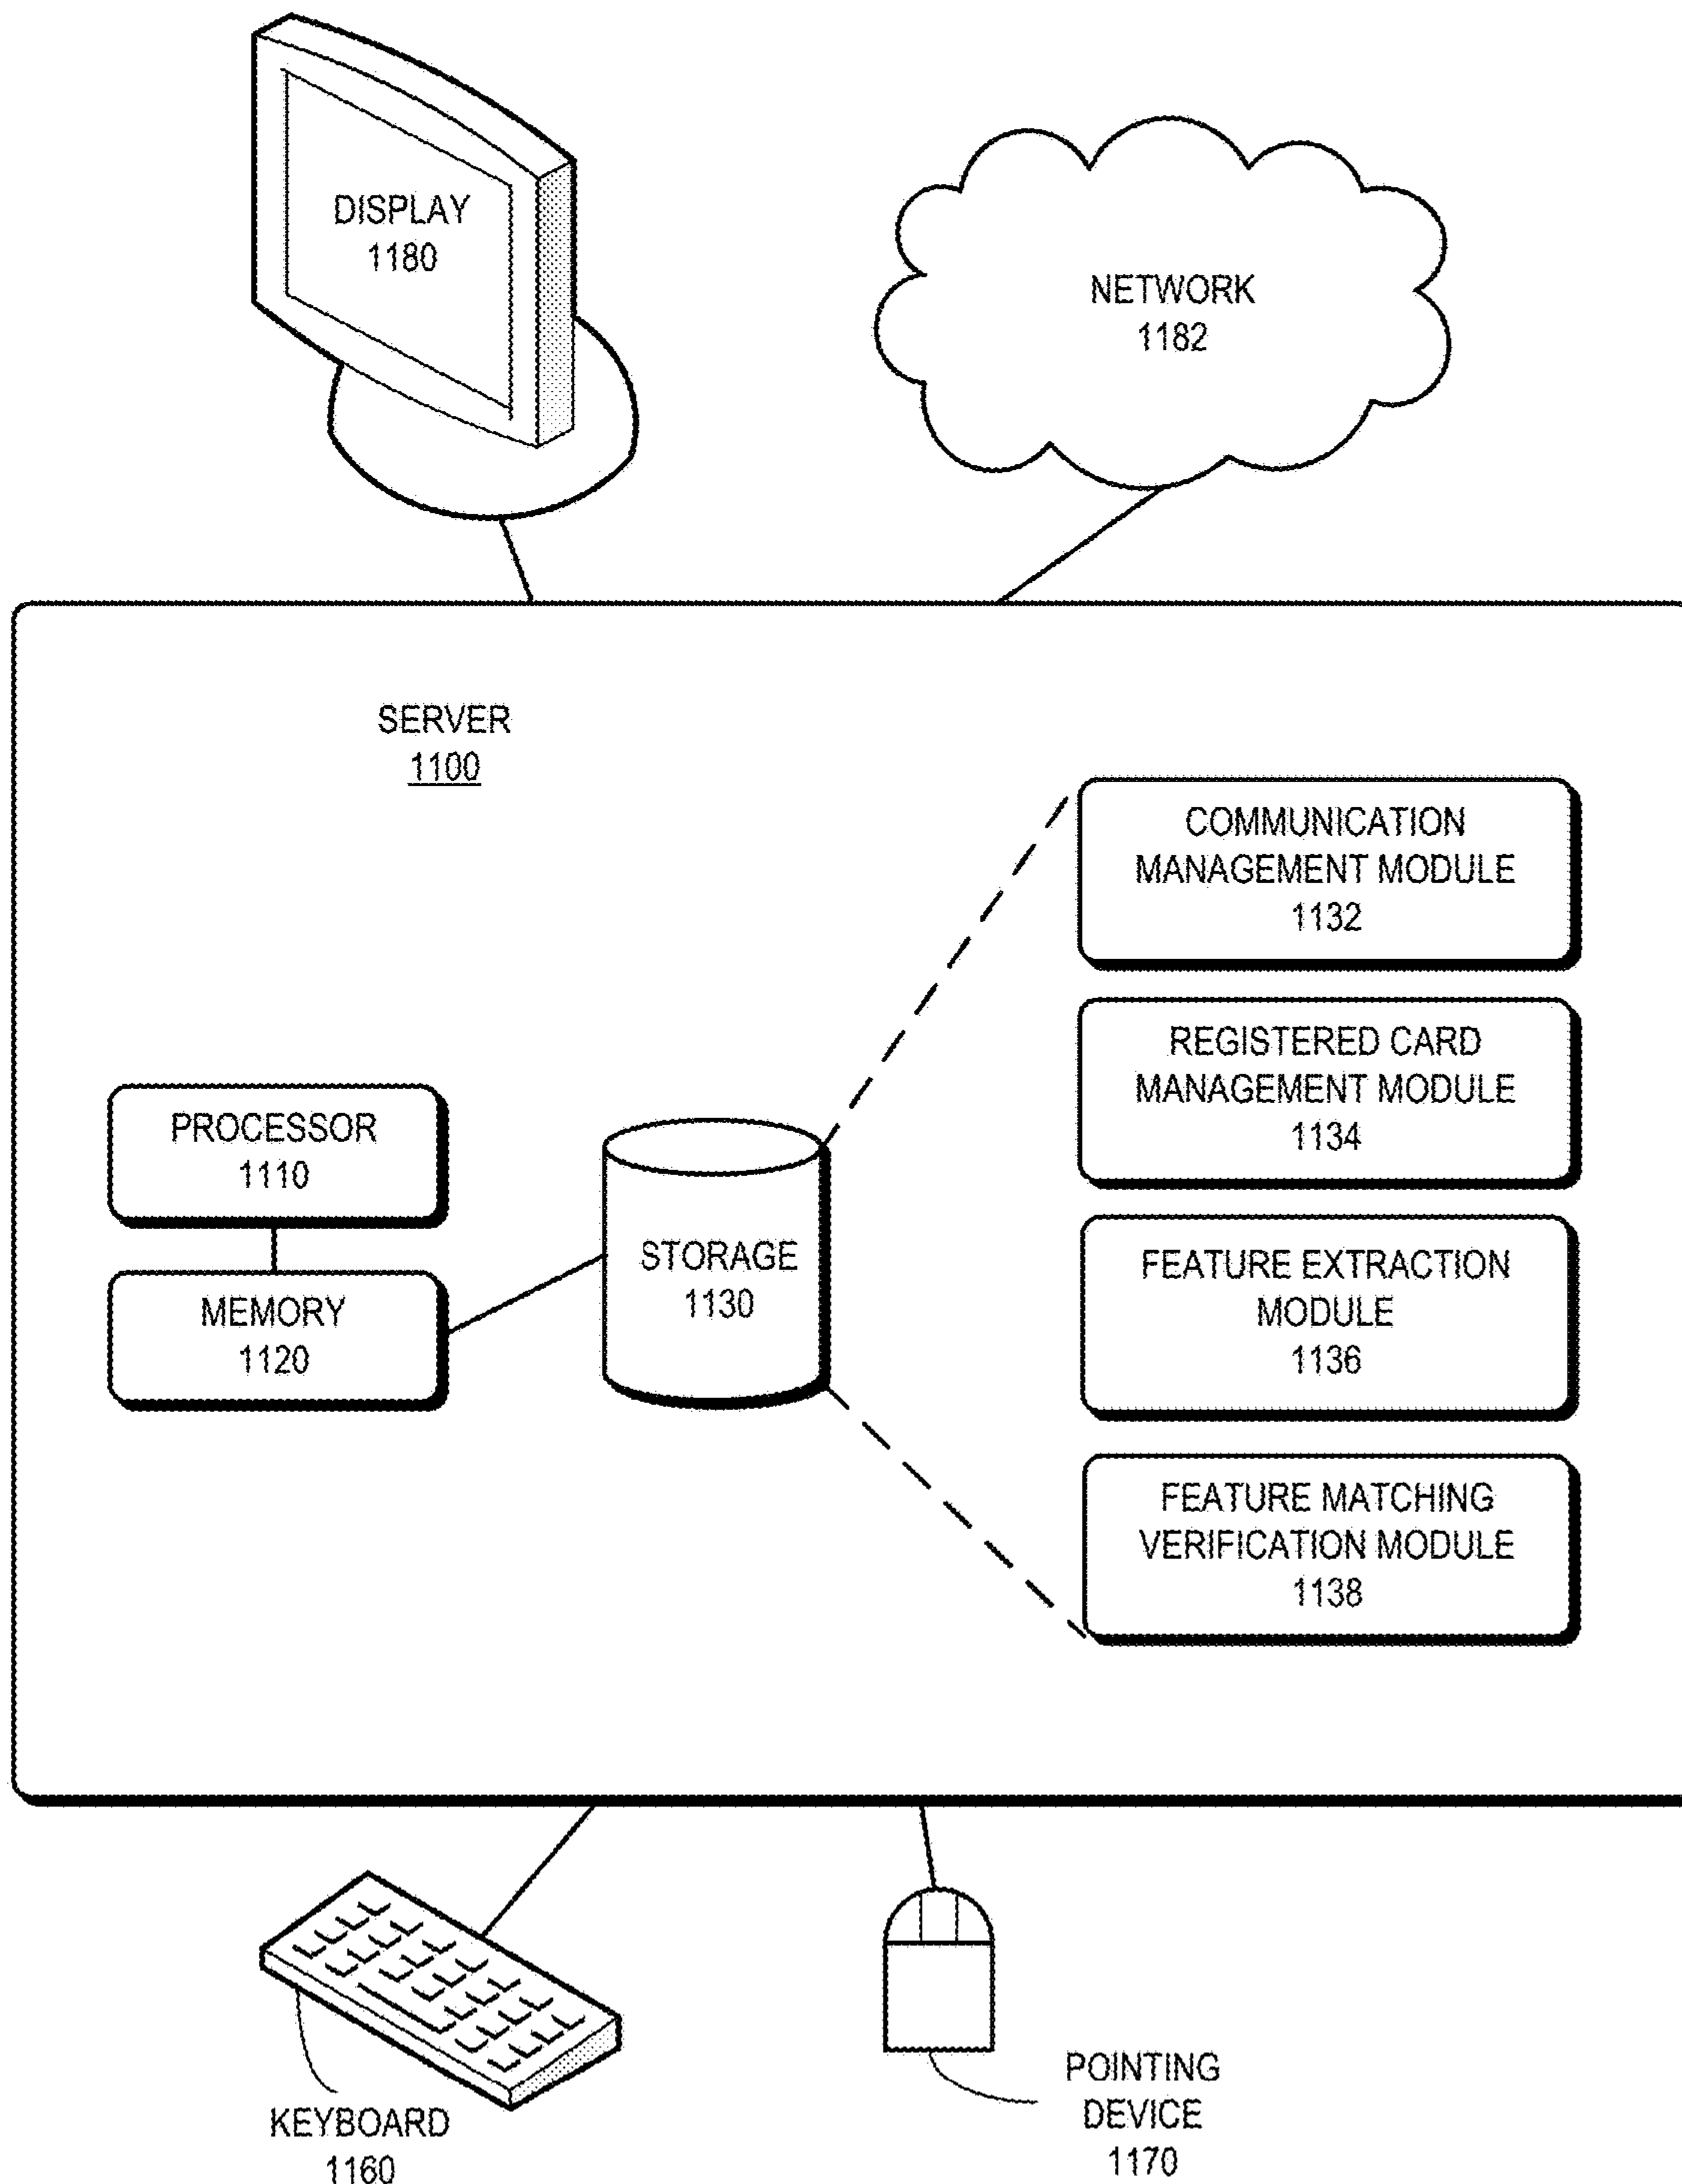 DISPLAY
1180
NETWORK
1182
SERVER
1100
COMMUNICATION
MANAGEMENT MODULE
1132
REGISTERED CARD
MANAGEMENT MODULE
1134
PROCESSOR
1110
STORAGE
1130
FEATURE EXTRACTION
MODULE
1136
MEMORY
1120
FEATURE MATCHING
VERIFICATION MODULE
1138
KEYBOARD
1160
POINTING
DEVICE
1170